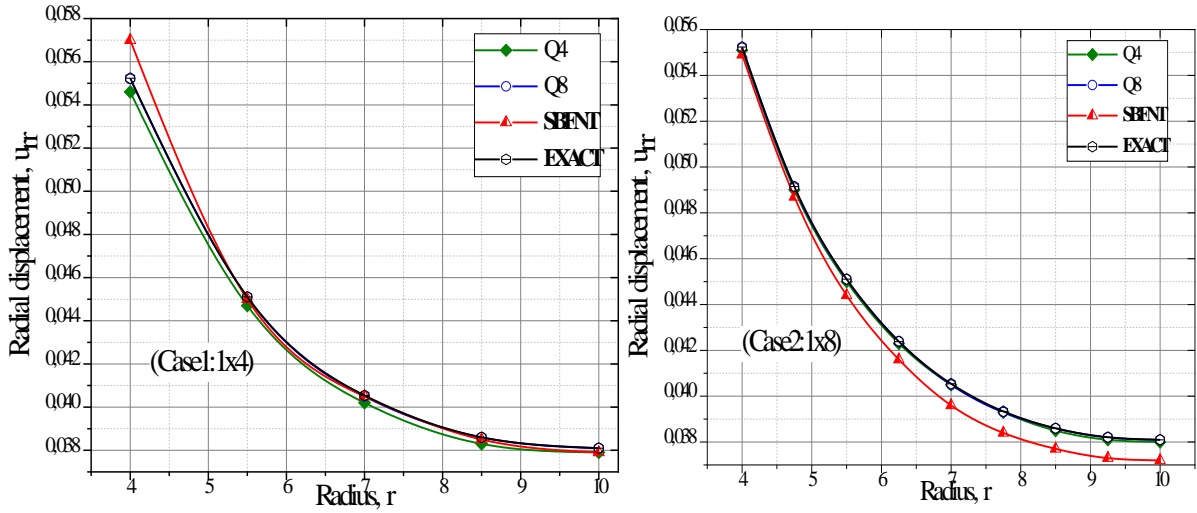 0,058
0,056
0,054
0,052
0,050
0,048
0,046
0,044
0,042
0,040
0,038
Radial displacement, u_rr
Q4
Q8
SBFNT
EXACT
(Case1:1x4)
4 5 6 7 8 9 10
Radius, r
0,056
0,054
0,052
0,050
0,048
0,046
0,044
0,042
0,040
0,038
Radial displacement, u_rr
Q4
Q8
SBFNT
EXACT
(Case2:1x8)
4 5 6 7 8 9 10
Radius, r